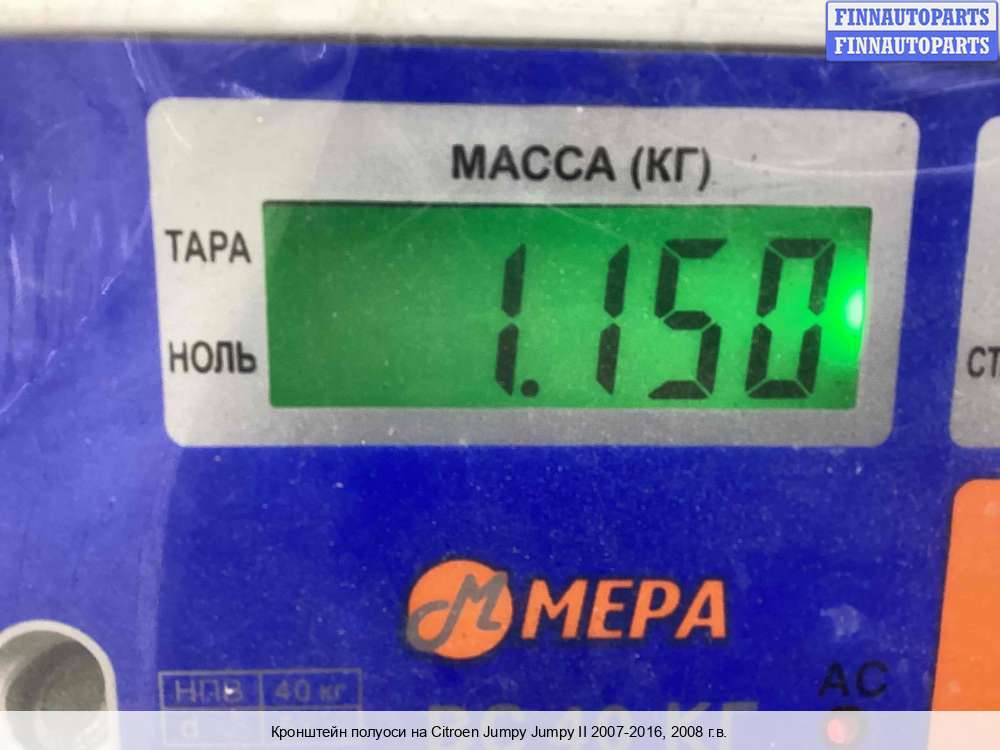 FINNAUTOPARTS
FINNAUTOPARTS
МАССА (КГ)
ТАРА
1.150
НОЛЬ
СТ
МЕРА
НПВ 40 кг
АС
d
Кронштейн полуоси на Citroen Jumpy Jumpy II 2007-2016, 2008 г.в.